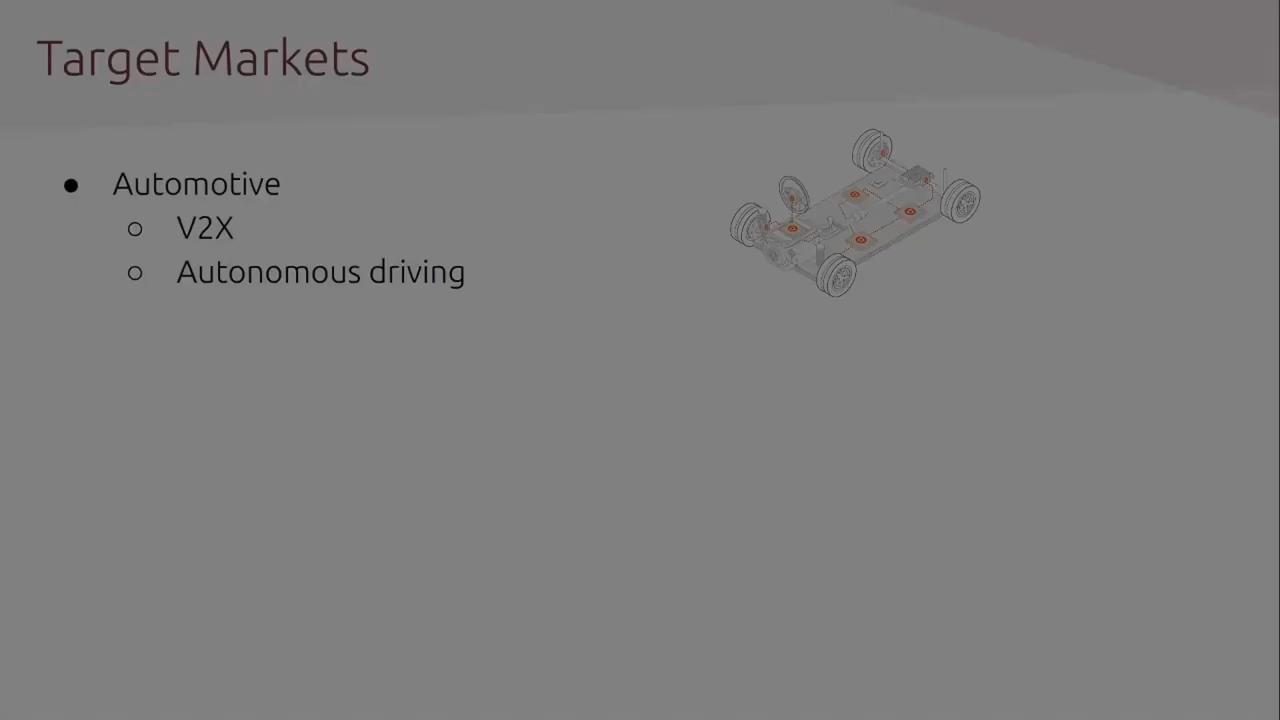 Target Markets
● Automotive
○ V2X
○ Autonomous driving